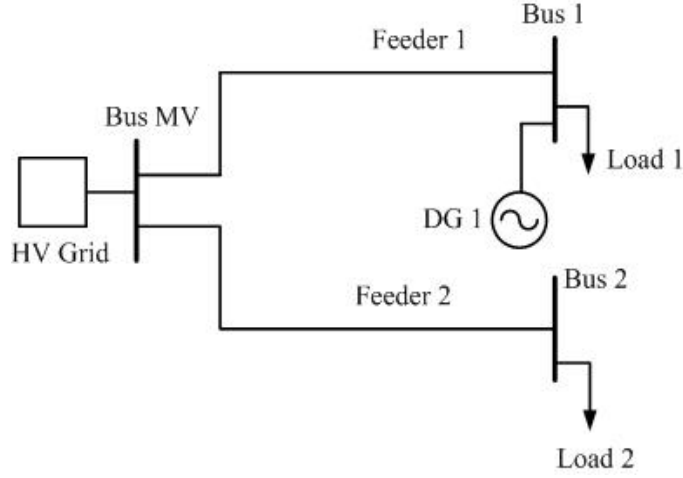 Bus 1
Feeder 1
Bus MV
Load 1
DG 1
HV Grid
Bus 2
Feeder 2
Load 2